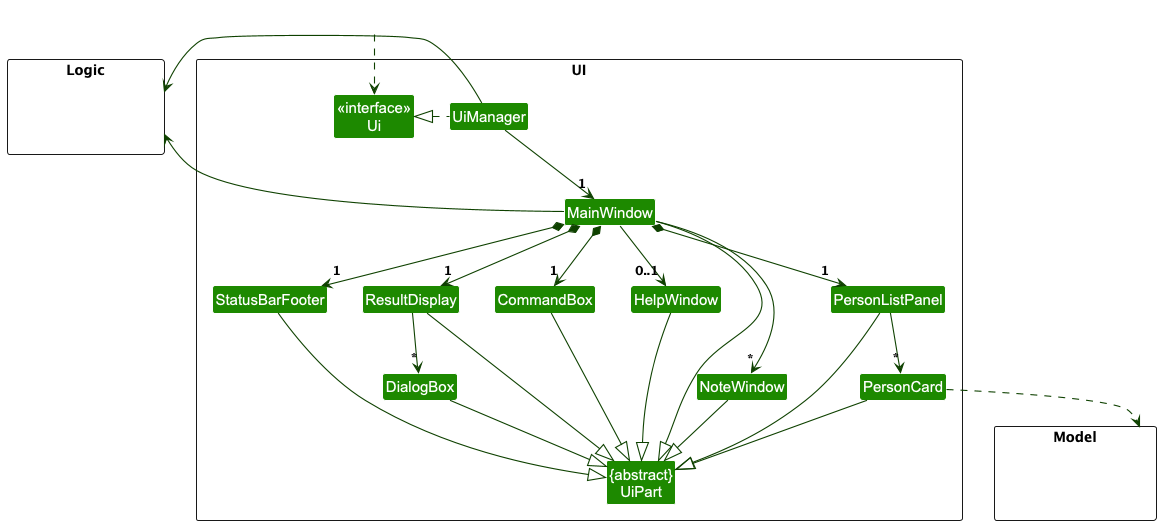 Logic
UI
«interface»
Ui
UiManager
1
MainWindow
1
1
1
0..1
1
StatusBarFooter
ResultDisplay
CommandBox
HelpWindow
PersonListPanel
*
*
*
DialogBox
NoteWindow
PersonCard
Model
{abstract}
UiPart